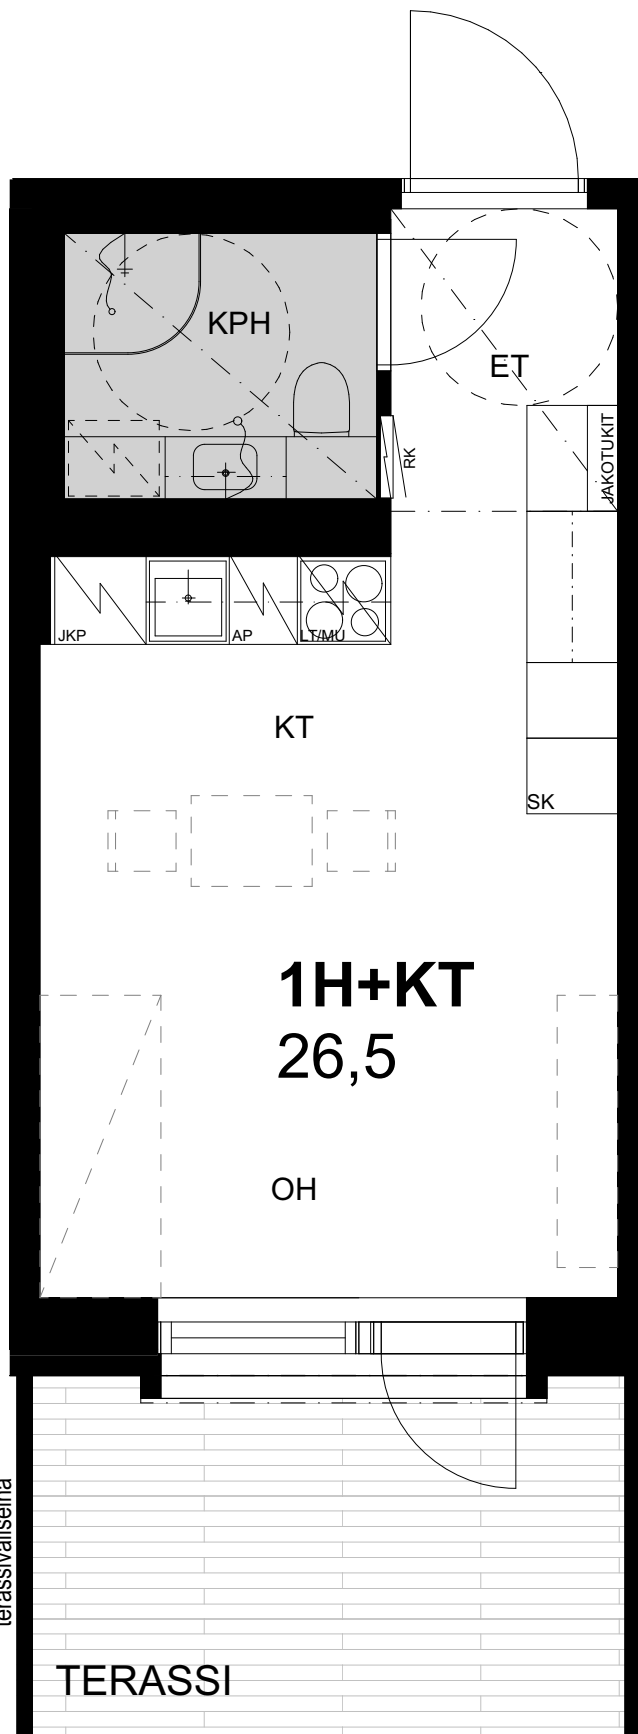 KPH
ET
RK
JAKOTUKIT
JKP
AP
LT/MU
KT
SK
1H+KT
26,5
OH
terassiväliseinä
TERASSI